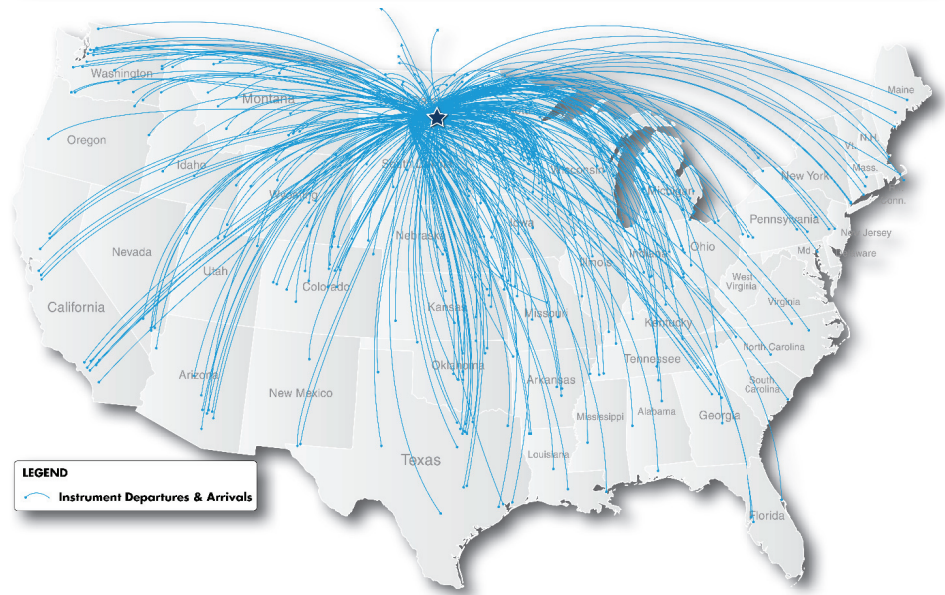 Washington
Montana
Maine
Oregon
Idaho
Vt.
N.H.
Mass.
New York
Wisconsin
Michigan
Conn.
Wyoming
Pennsylvania
Iowa
Nebraska
New Jersey
Ohio
Indiana
Illinois
Md.
Delaware
Nevada
Utah
West
Virginia
Colorado
Virginia
California
Kansas
Missouri
Kentucky
North Carolina
Tennessee
Oklahoma
Arizona
Arkansas
South
Carolina
New Mexico
Mississippi
Alabama
Georgia
Texas
Louisiana
Florida
LEGEND
Instrument Departures & Arrivals